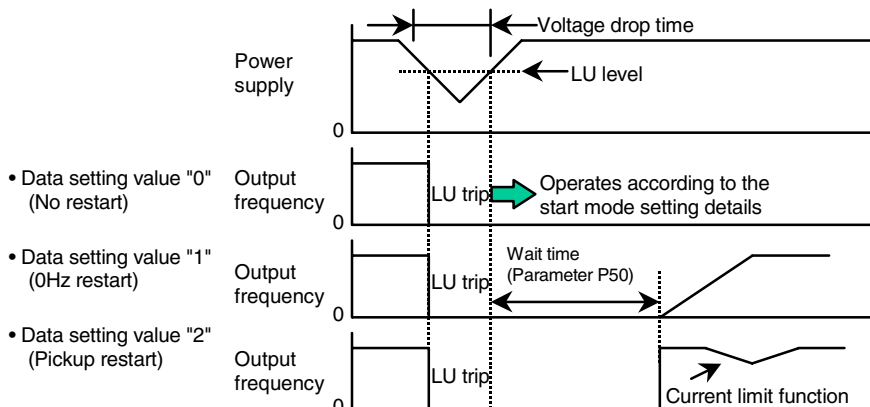 Voltage drop time
Power
supply
LU level
0
• Data setting value "0"
(No restart)
Output
frequency
0
LU trip
Operates according to the
start mode setting details
• Data setting value "1"
(0Hz restart)
Output
frequency
0
LU trip
Wait time
(Parameter P50)
• Data setting value "2"
(Pickup restart)
Output
frequency
0
LU trip
Current limit function